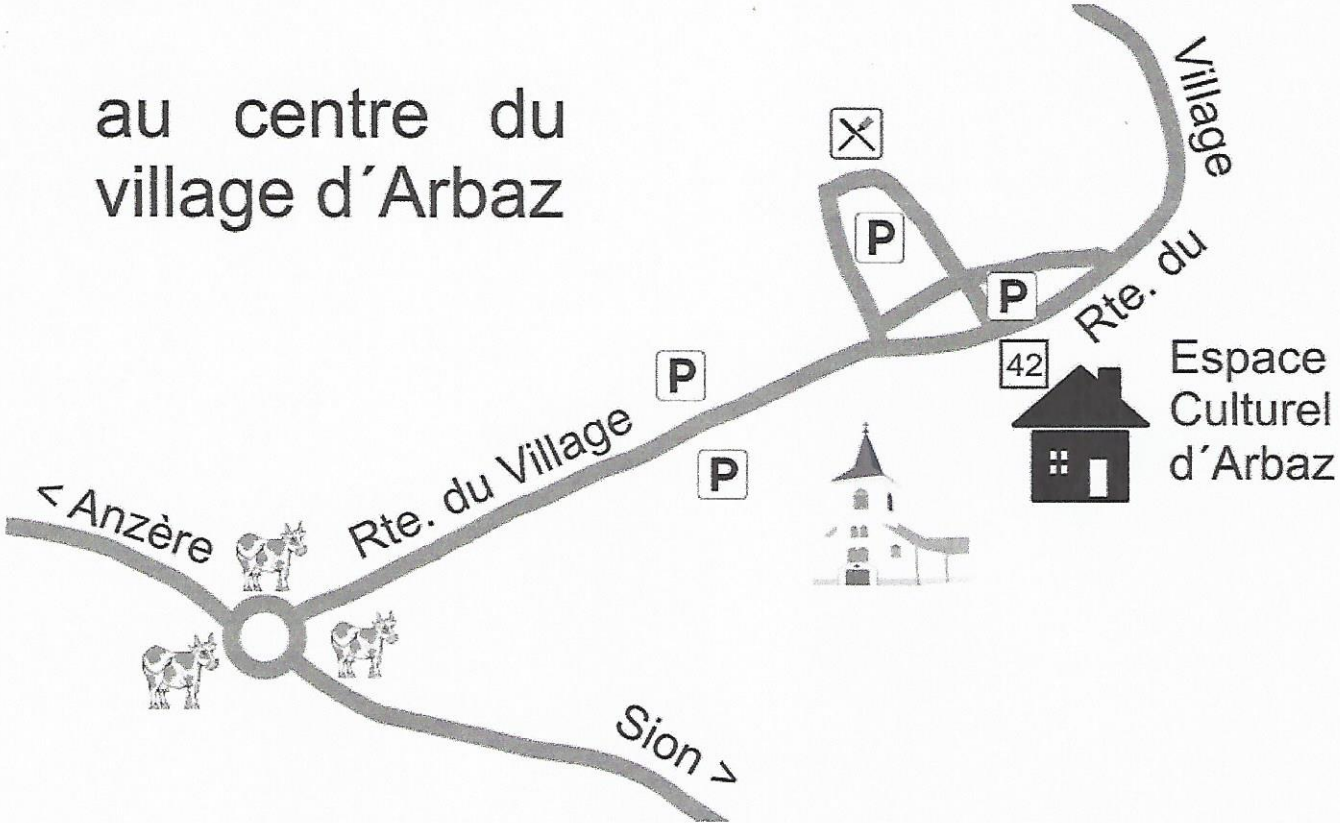 au centre du
village d´Arbaz
Village
P
P
Rte. du
42
Espace
Culturel
d´Arbaz
P
P
Rte. du Village
< Anzère
Sion >